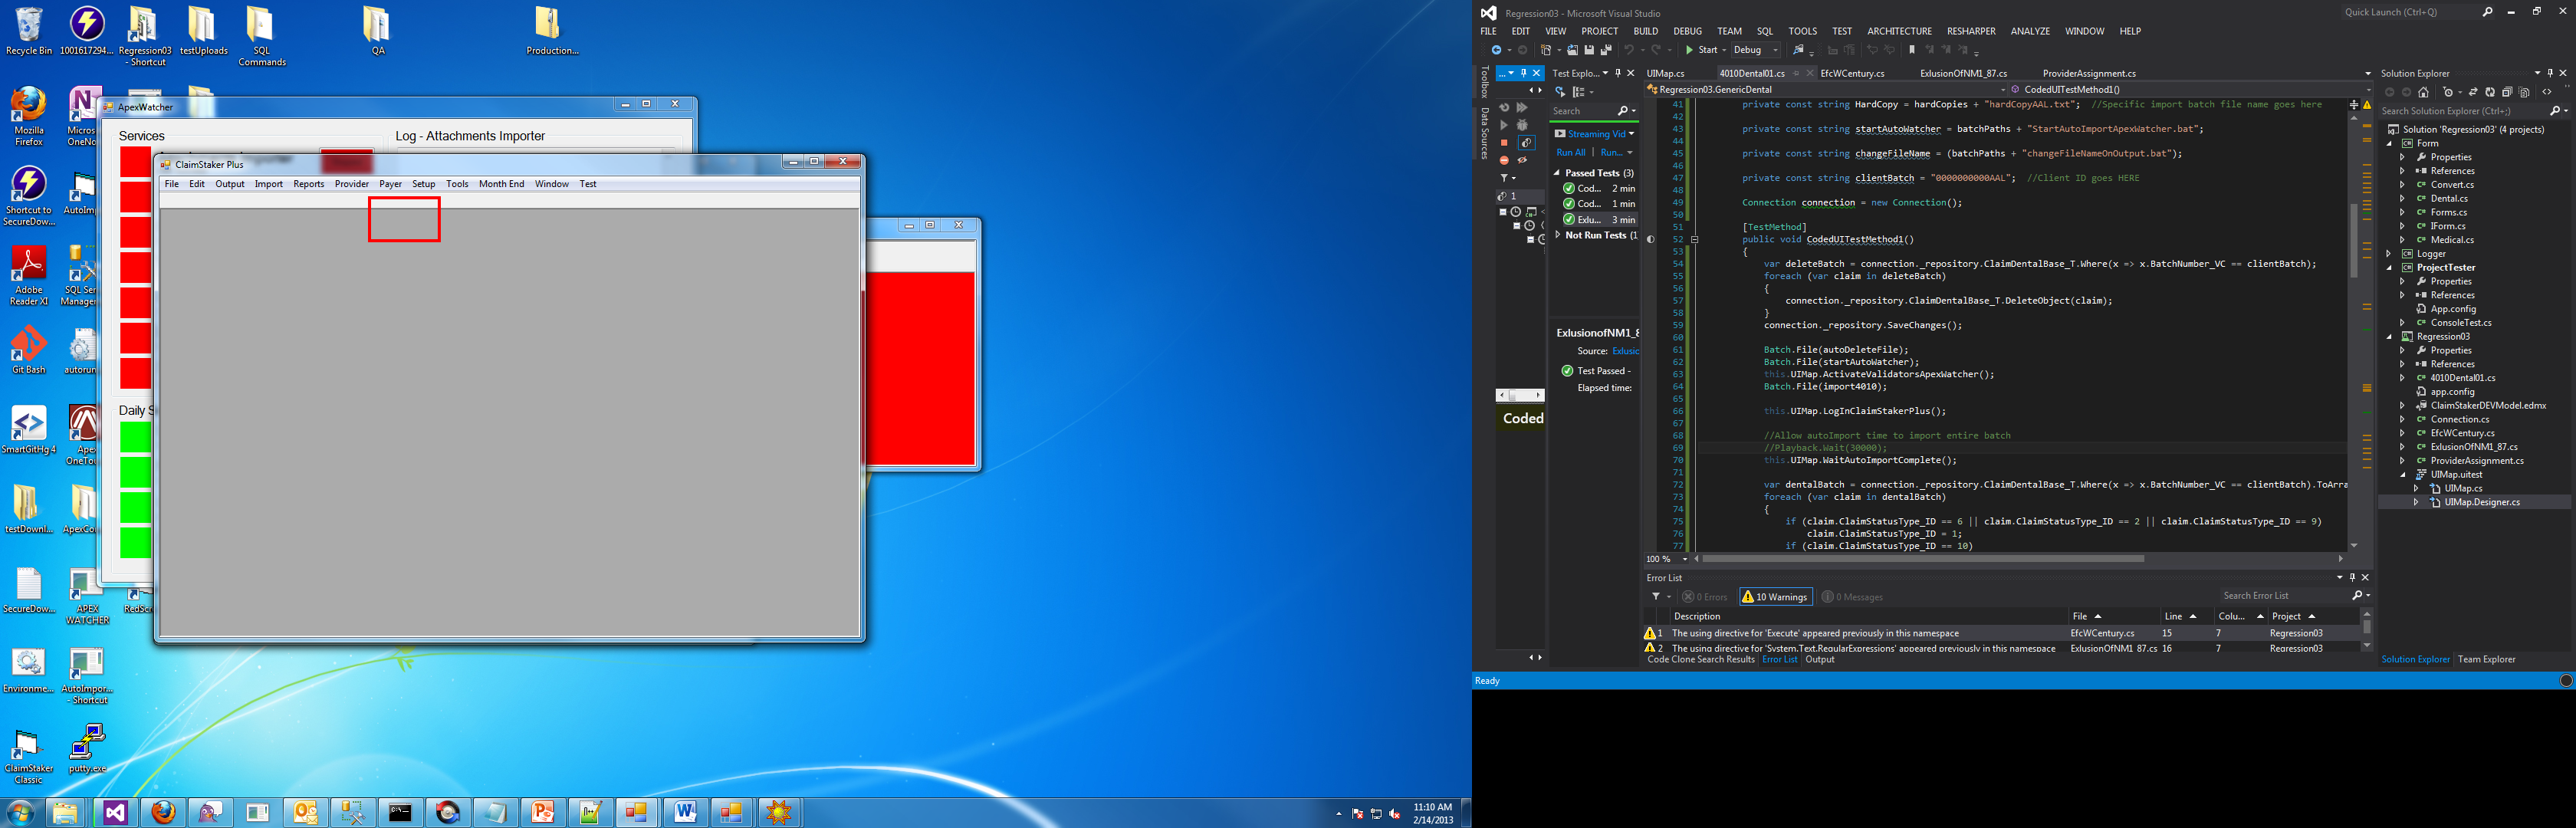 Recycle Bin
1001617294...
Regression03 - Shortcut
testUploads
SQL Commands
QA
Production...
Mozilla Firefox
Shortcut to SecureDow...
Adobe Reader XI
Git Bash
SmartGitHg 4
testDownl...
SecureDow...
APEX WATCHER
Environme...
AutoImpor... - Shortcut
ClaimStaker Classic
putty.exe
ApexWatcher
Services
Log - Attachments Importer
ClaimStaker Plus
File Edit Output Import Reports Provider Payer Setup Tools Month End Window Test
11:10 AM
2/14/2013
Regression03 - Microsoft Visual Studio
Quick Launch (Ctrl+Q)
FILE EDIT VIEW PROJECT BUILD DEBUG TEAM SQL TOOLS TEST ARCHITECTURE RESHARPER ANALYZE WINDOW HELP
Start Debug
Toolbox
Data Sources
Test Explo...
Search
Streaming Vid
Run All | Run...
Passed Tests (3)
Cod... 2 min
Cod... 1 min
Exlu... 3 min
Not Run Tests (1
ExlusionofNM1_8
Source: Exlusic
Test Passed -
Elapsed time:
Coded
UIMap.cs 4010Dental01.cs EfcWCentury.cs ExlusionOfNM1_87.cs ProviderAssignment.cs
Regression03.GenericDental CodedUITestMethod1()
41 private const string HardCopy = hardCopies + "hardCopyAAL.txt"; //Specific import batch file name goes here
42
43 private const string startAutoWatcher = batchPaths + "StartAutoImportApexWatcher.bat";
44
45 private const string changeFileName = (batchPaths + "changeFileNameOnOutput.bat");
46
47 private const string clientBatch = "0000000000AAL"; //Client ID goes HERE
48
49 Connection connection = new Connection();
50
51 [TestMethod]
52 public void CodedUITestMethod1()
53 {
54 var deleteBatch = connection._repository.ClaimDentalBase_T.Where(x => x.BatchNumber_VC == clientBatch);
55 foreach (var claim in deleteBatch)
56 {
57 connection._repository.ClaimDentalBase_T.DeleteObject(claim);
58 }
59 connection._repository.SaveChanges();
60
61 Batch.File(autoDeleteFile);
62 Batch.File(startAutoWatcher);
63 this.UIMap.ActivateValidatorsApexWatcher();
64 Batch.File(import4010);
65
66 this.UIMap.LogInClaimStakerPlus();
67
68 //Allow autoImport time to import entire batch
69 //Playback.Wait(30000);
70 this.UIMap.WaitAutoImportComplete();
71
72 var dentalBatch = connection._repository.ClaimDentalBase_T.Where(x => x.BatchNumber_VC == clientBatch).ToArra
73 foreach (var claim in dentalBatch)
74 {
75 if (claim.ClaimStatusType_ID == 6 || claim.ClaimStatusType_ID == 2 || claim.ClaimStatusType_ID == 9)
76 claim.ClaimStatusType_ID = 1;
77 if (claim.ClaimStatusType_ID == 10)
100 %
Error List
0 Errors 10 Warnings 0 Messages
Search Error List
Description File Line Colu... Project
1 The using directive for 'Execute' appeared previously in this namespace EfcWCentury.cs 15 7 Regression03
2 The using directive for 'System.Text.RegularExpressions' appeared previously in this namespace ExlusionOfNM1_87.cs 16 7 Regression03
Code Clone Search Results Error List Output
Solution Explorer
Search Solution Explorer (Ctrl+;)
Solution 'Regression03' (4 projects)
Form
Properties
References
Convert.cs
Dental.cs
Forms.cs
IForm.cs
Medical.cs
Logger
ProjectTester
Properties
References
App.config
ConsoleTest.cs
Regression03
Properties
References
4010Dental01.cs
app.config
ClaimStakerDEVModel.edmx
Connection.cs
EfcWCentury.cs
ExlusionOfNM1_87.cs
ProviderAssignment.cs
UIMap.uitest
UIMap.cs
UIMap.Designer.cs
Solution Explorer Team Explorer
Ready